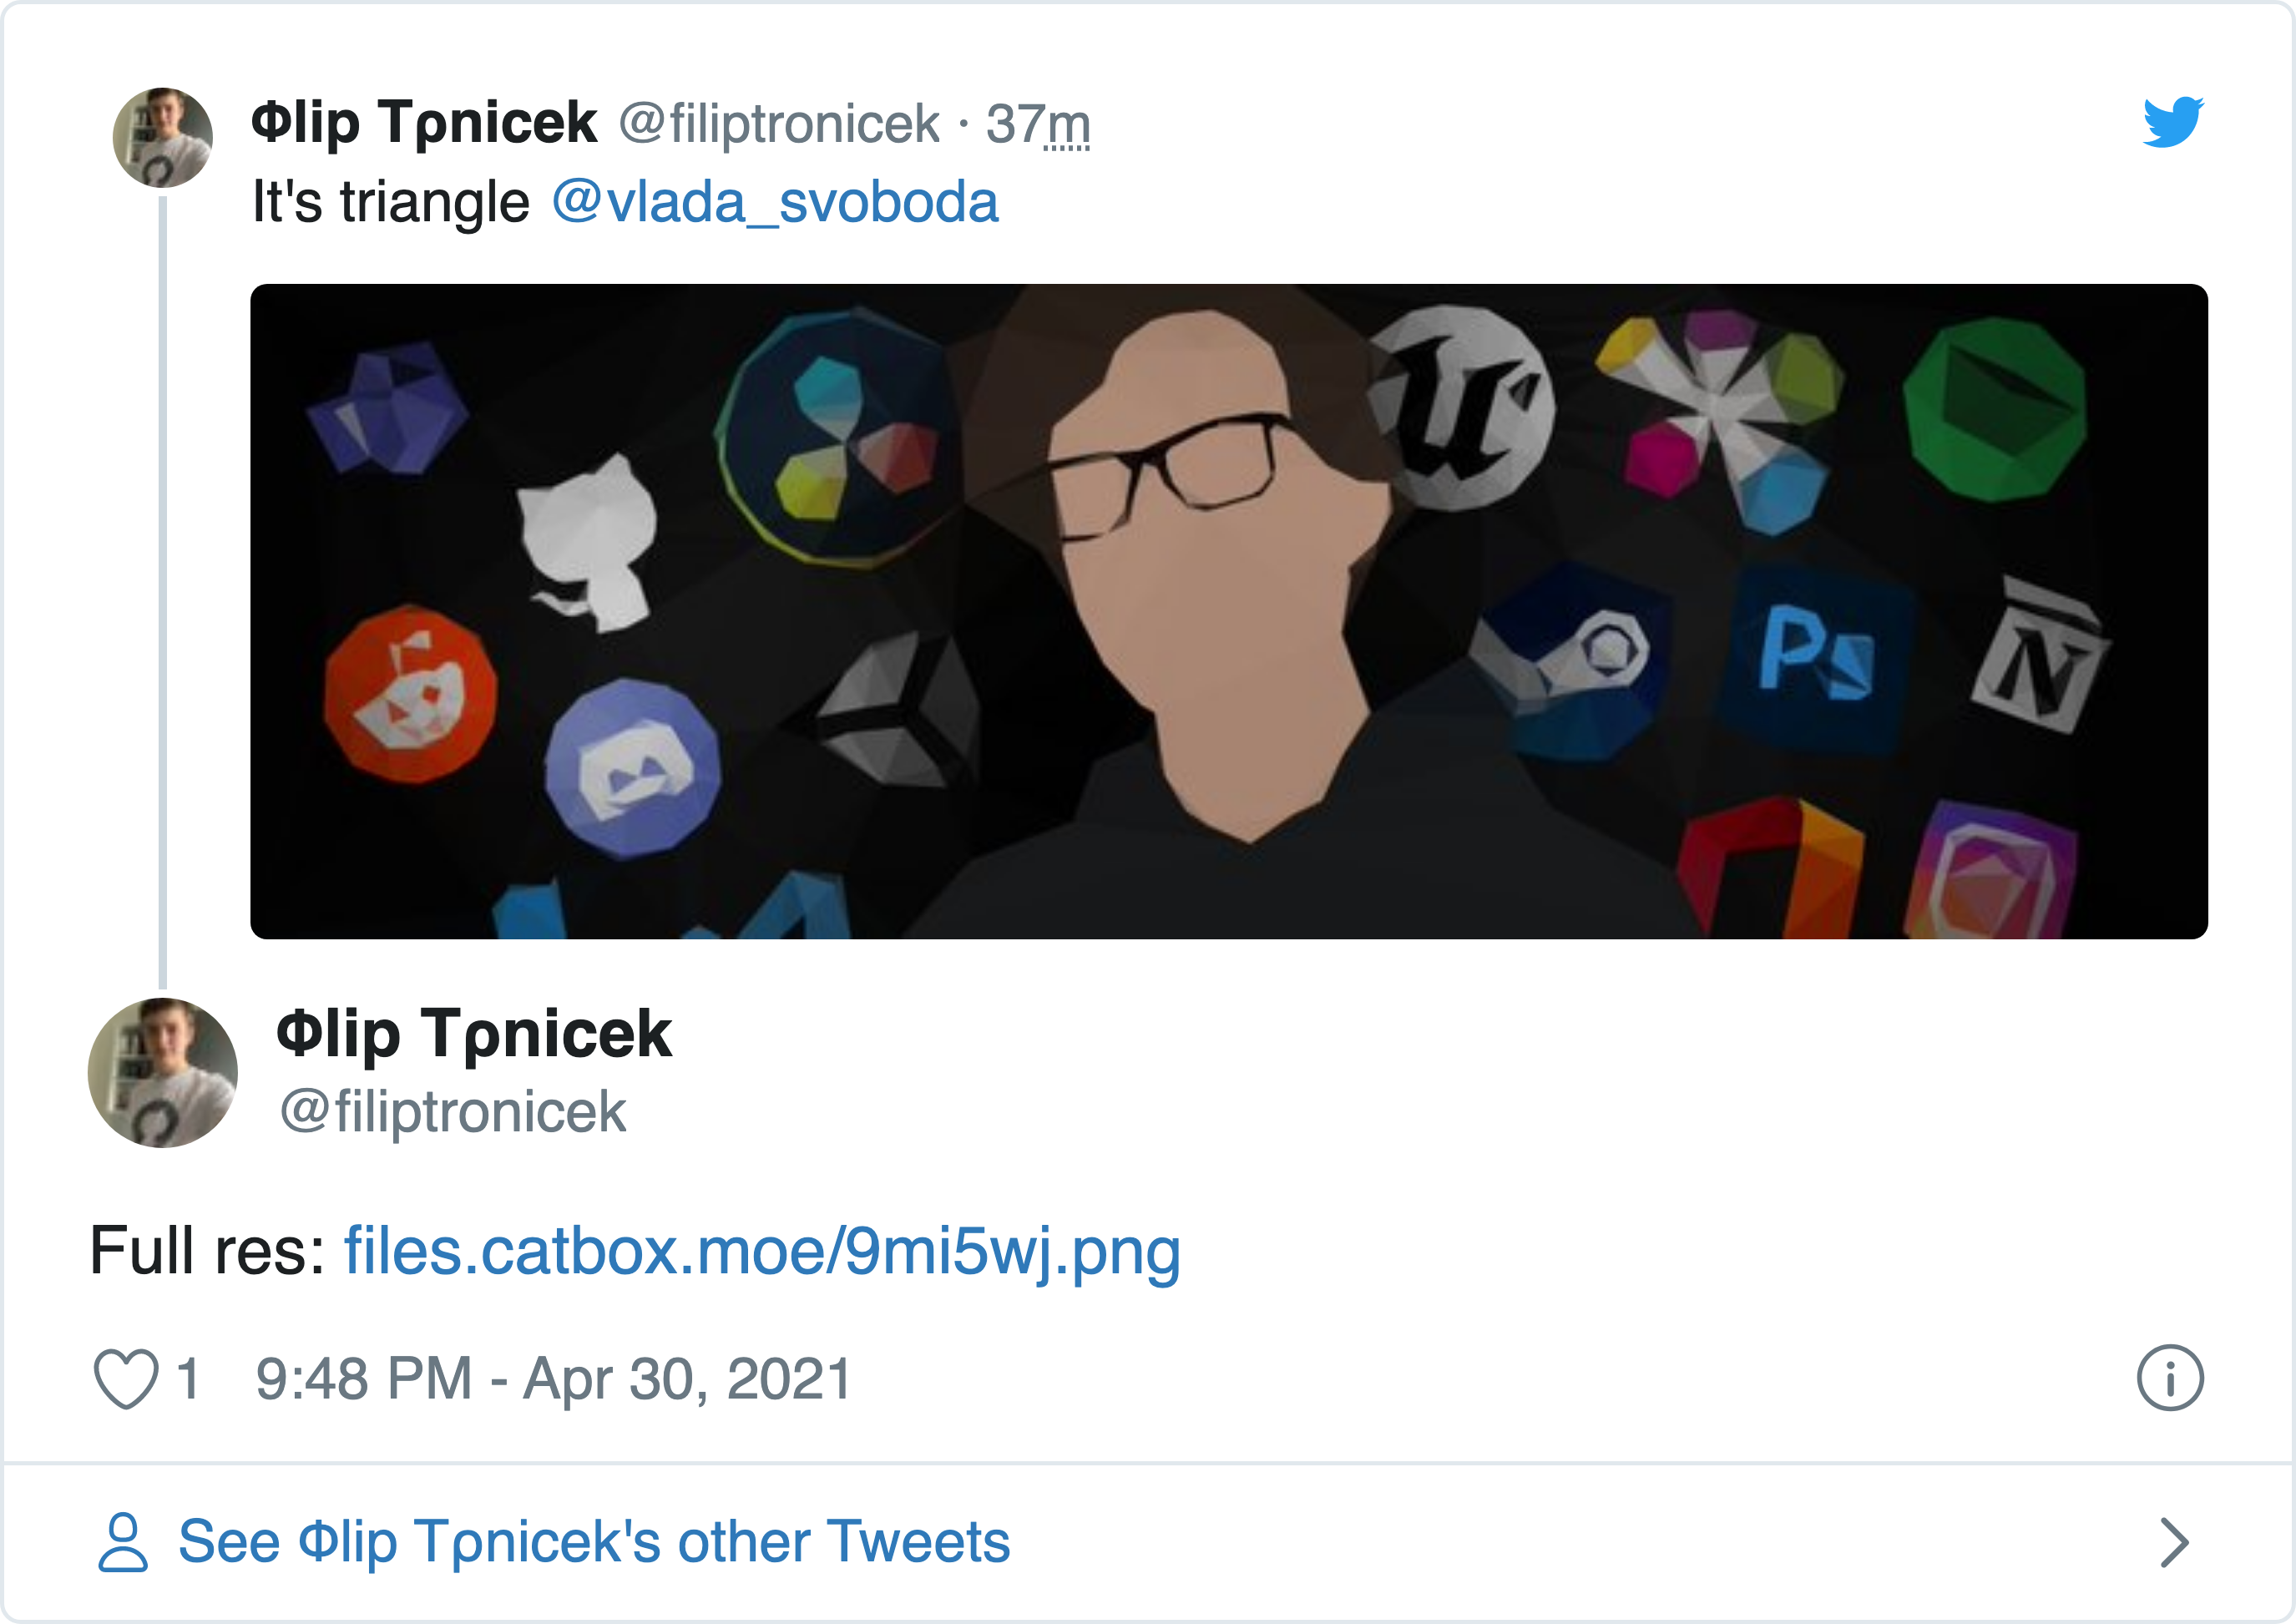 Φlip Tρnicek @filiptronicek · 37m
It's triangle @vlada_svoboda
Ps
N
Φlip Tρnicek
@filiptronicek
Full res: files.catbox.moe/9mi5wj.png
1 9:48 PM - Apr 30, 2021
See Φlip Tρnicek's other Tweets